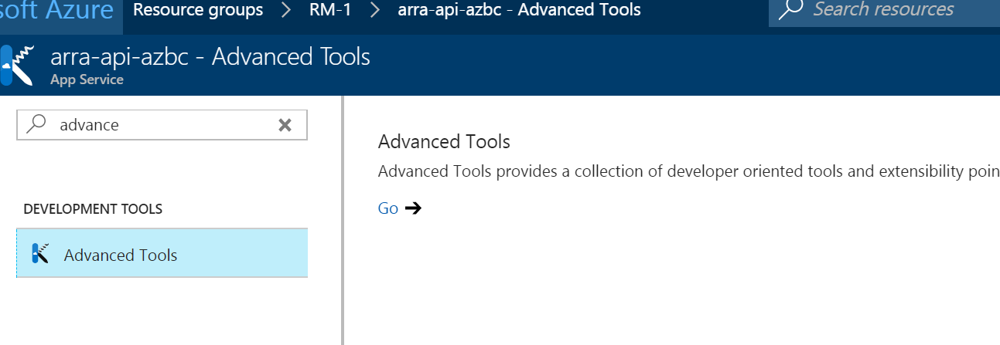 soft Azure Resource groups > RM-1 > arra-api-azbc - Advanced Tools Search resources
arra-api-azbc - Advanced Tools
App Service
advance
Advanced Tools
Advanced Tools provides a collection of developer oriented tools and extensibility poin
Go
DEVELOPMENT TOOLS
Advanced Tools